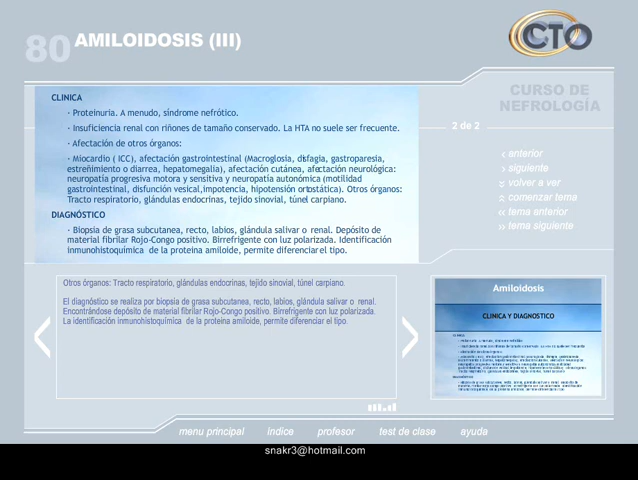 80 AMILOIDOSIS (III)
CTO
CURSO DE
NEFROLOGÍA
2 de 2
CLINICA
· Proteinuria. A menudo, síndrome nefrótico.
· Insuficiencia renal con riñones de tamaño conservado. La HTA no suele ser frecuente.
· Afectación de otros órganos:
· Miocardio ( ICC), afectación gastrointestinal (Macroglosia, disfagia, gastroparesia,
estreñimiento o diarrea, hepatomegalia), afectación cutánea, afectación neurológica:
neuropatía progresiva motora y sensitiva y neuropatía autonómica (motilidad
gastrointestinal, disfunción vesical,impotencia, hipotensión ortostática). Otros órganos:
Tracto respiratorio, glándulas endocrinas, tejido sinovial, túnel carpiano.
DIAGNÓSTICO
· Biopsia de grasa subcutanea, recto, labios, glándula salivar o renal. Depósito de
material fibrilar Rojo-Congo positivo. Birrefrigente con luz polarizada. Identificación
inmunohistoquímica de la proteina amiloide, permite diferenciar el tipo.
anterior
siguiente
volver a ver
comenzar tema
tema anterior
tema siguiente
Otros órganos: Tracto respiratorio, glándulas endocrinas, tejido sinovial, túnel carpiano.
El diagnóstico se realiza por biopsia de grasa subcutanea, recto, labios, glándula salivar o renal.
Encontrándose depósito de material fibrilar Rojo-Congo positivo. Birrefrigente con luz polarizada.
La identificación inmunohistoquímica de la proteina amiloide, permite diferenciar el tipo.
Amiloidosis
CLINICA Y DIAGNOSTICO
menu principal índice profesor test de clase ayuda
snakr3@hotmail.com